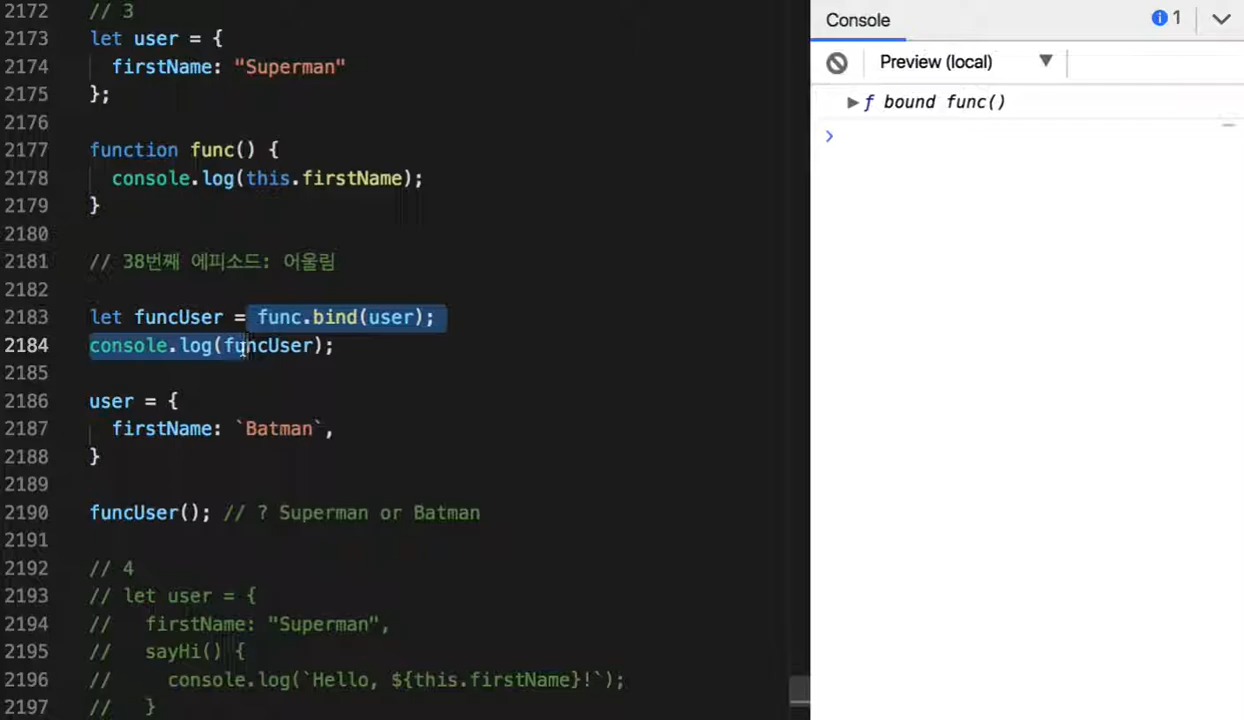 2172 // 3
2173 let user = {
2174 firstName: "Superman"
2175 };
2176
2177 function func() {
2178 console.log(this.firstName);
2179 }
2180
2181 // 38번째 에피소드: 어울림
2182
2183 let funcUser = func.bind(user);
2184 console.log(funcUser);
2185
2186 user = {
2187 firstName: `Batman`,
2188 }
2189
2190 funcUser(); // ? Superman or Batman
2191
2192 // 4
2193 // let user = {
2194 //   firstName: "Superman",
2195 //   sayHi() {
2196 //     console.log(`Hello, ${this.firstName}!`);
2197 //   }
Console
1
Preview (local)
ƒ bound func()